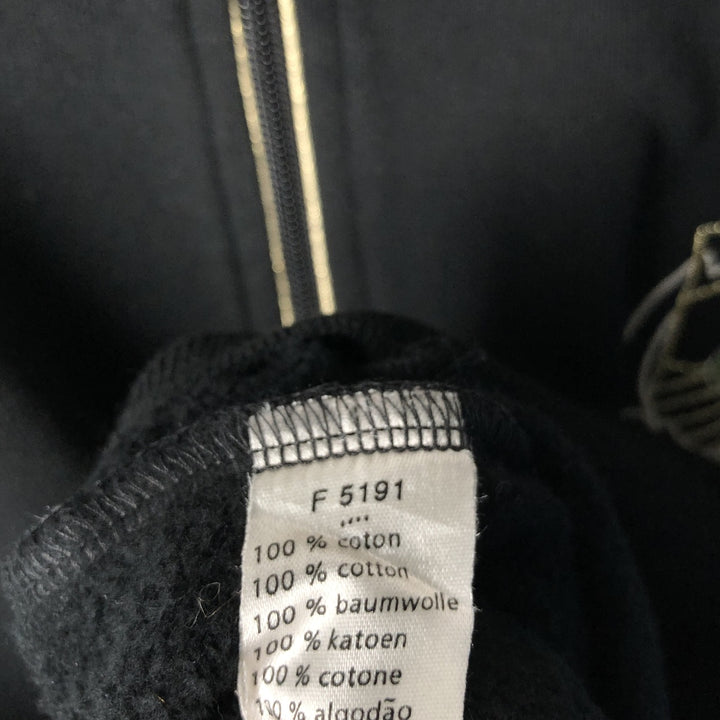 F 5191
100 % coton
100 % cotton
100 % baumwolle
100 % katoen
100 % cotone
100 % algodão